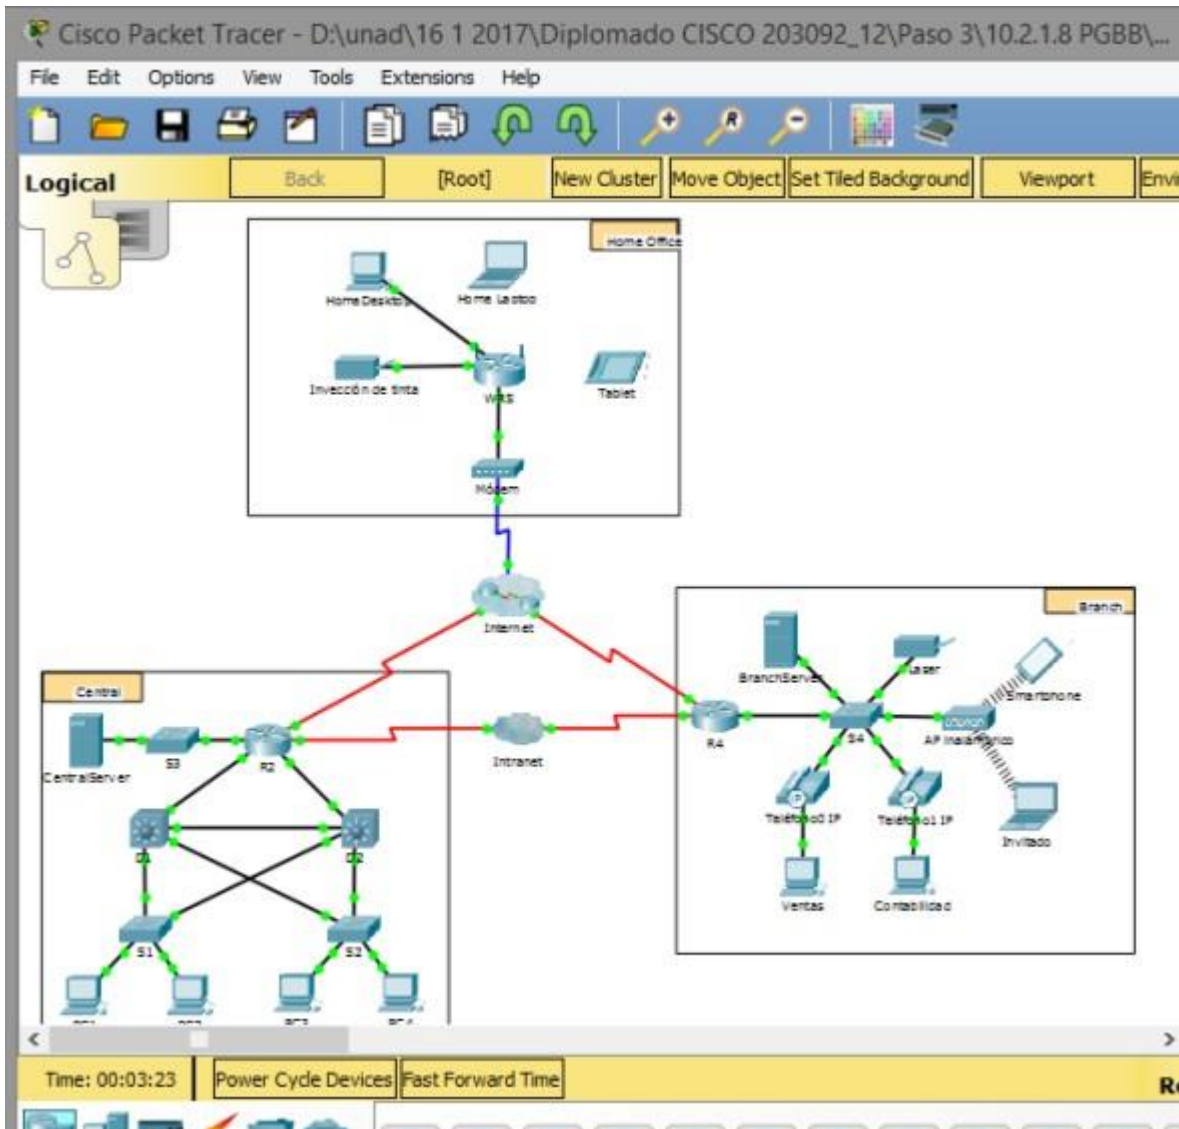 Cisco Packet Tracer - D:\unad\16 1 2017\Diplomado CISCO 203092_12\Paso 3\10.2.1.8 PGBB\...
File Edit Options View Tools Extensions Help
Logical Back [Root] New Cluster Move Object Set Tiled Background Viewport Envi
Home Office
HomeDesktop Home Laptop
Inyección de tinta WRS Tablet
Módem
Internet
Branch
BranchServer Laser Smartphone
R4 S4 AP Inalámbrico
Teléfono0 IP Teléfono1 IP Invitado
Ventas Contabilidad
Central
CentralServer S3 R2 Intranet
D1 D2
S1 S2
Time: 00:03:23 Power Cycle Devices Fast Forward Time